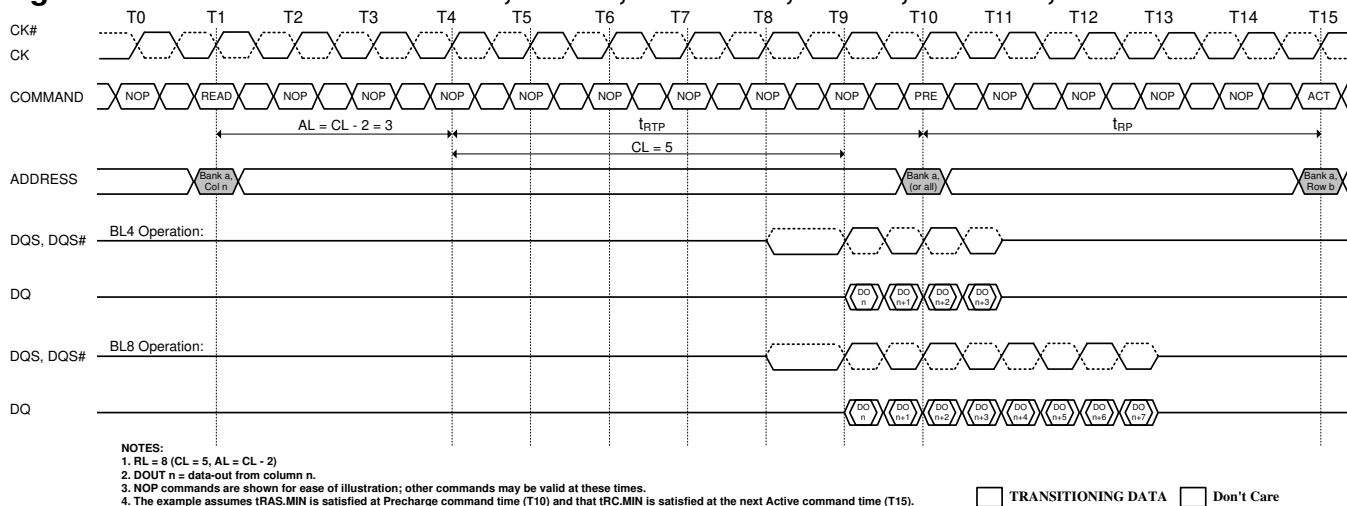 T0 T1 T2 T3 T4 T5 T6 T7 T8 T9 T10 T11 T12 T13 T14 T15
CK#
CK
COMMAND NOP READ NOP NOP NOP NOP NOP NOP NOP NOP PRE NOP NOP NOP NOP ACT
AL = CL - 2 = 3 tRTP tRP
CL = 5
ADDRESS Bank a, Col n Bank a, (or all) Bank a, Row b
BL4 Operation:
DQS, DQS#
DQ DO n DO n+1 DO n+2 DO n+3
BL8 Operation:
DQS, DQS#
DQ DO n DO n+1 DO n+2 DO n+3 DO n+4 DO n+5 DO n+6 DO n+7
NOTES:
1. RL = 8 (CL = 5, AL = CL - 2)
2. DOUT n = data-out from column n.
3. NOP commands are shown for ease of illustration; other commands may be valid at these times.
4. The example assumes tRAS.MIN is satisfied at Precharge command time (T10) and that tRC.MIN is satisfied at the next Active command time (T15).
TRANSITIONING DATA Don't Care